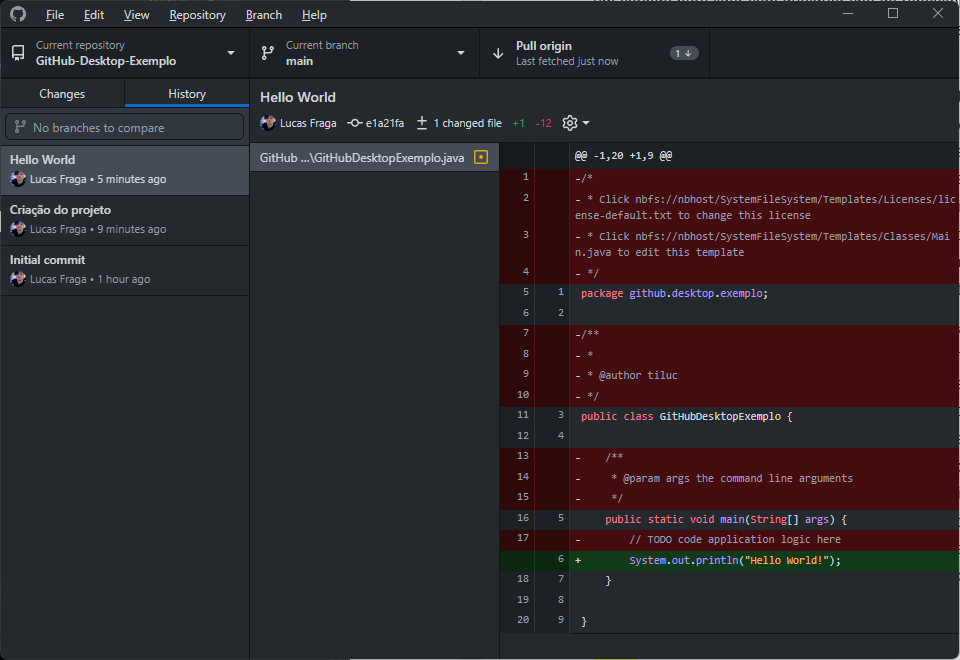 File Edit View Repository Branch Help
Current repository
GitHub-Desktop-Exemplo
Current branch
main
Pull origin
Last fetched just now
1
Changes History
No branches to compare
Hello World
Lucas Fraga • 5 minutes ago
Criação do projeto
Lucas Fraga • 9 minutes ago
Initial commit
Lucas Fraga • 1 hour ago
Hello World
Lucas Fraga e1a21fa 1 changed file +1 -12
GitHub ...\GitHubDesktopExemplo.java
@@ -1,20 +1,9 @@
1 -/*
2 - * Click nbfs://nbhost/SystemFileSystem/Templates/Licenses/lic
ense-default.txt to change this license
3 - * Click nbfs://nbhost/SystemFileSystem/Templates/Classes/Mai
n.java to edit this template
4 - */
5 1 package github.desktop.exemplo;
6 2
7 -/**
8 - *
9 - * @author tiluc
10 - */
11 3 public class GitHubDesktopExemplo {
12 4
13 - /**
14 - * @param args the command line arguments
15 - */
16 5 public static void main(String[] args) {
17 - // TODO code application logic here
6 + System.out.println("Hello World!");
18 7 }
19 8
20 9 }